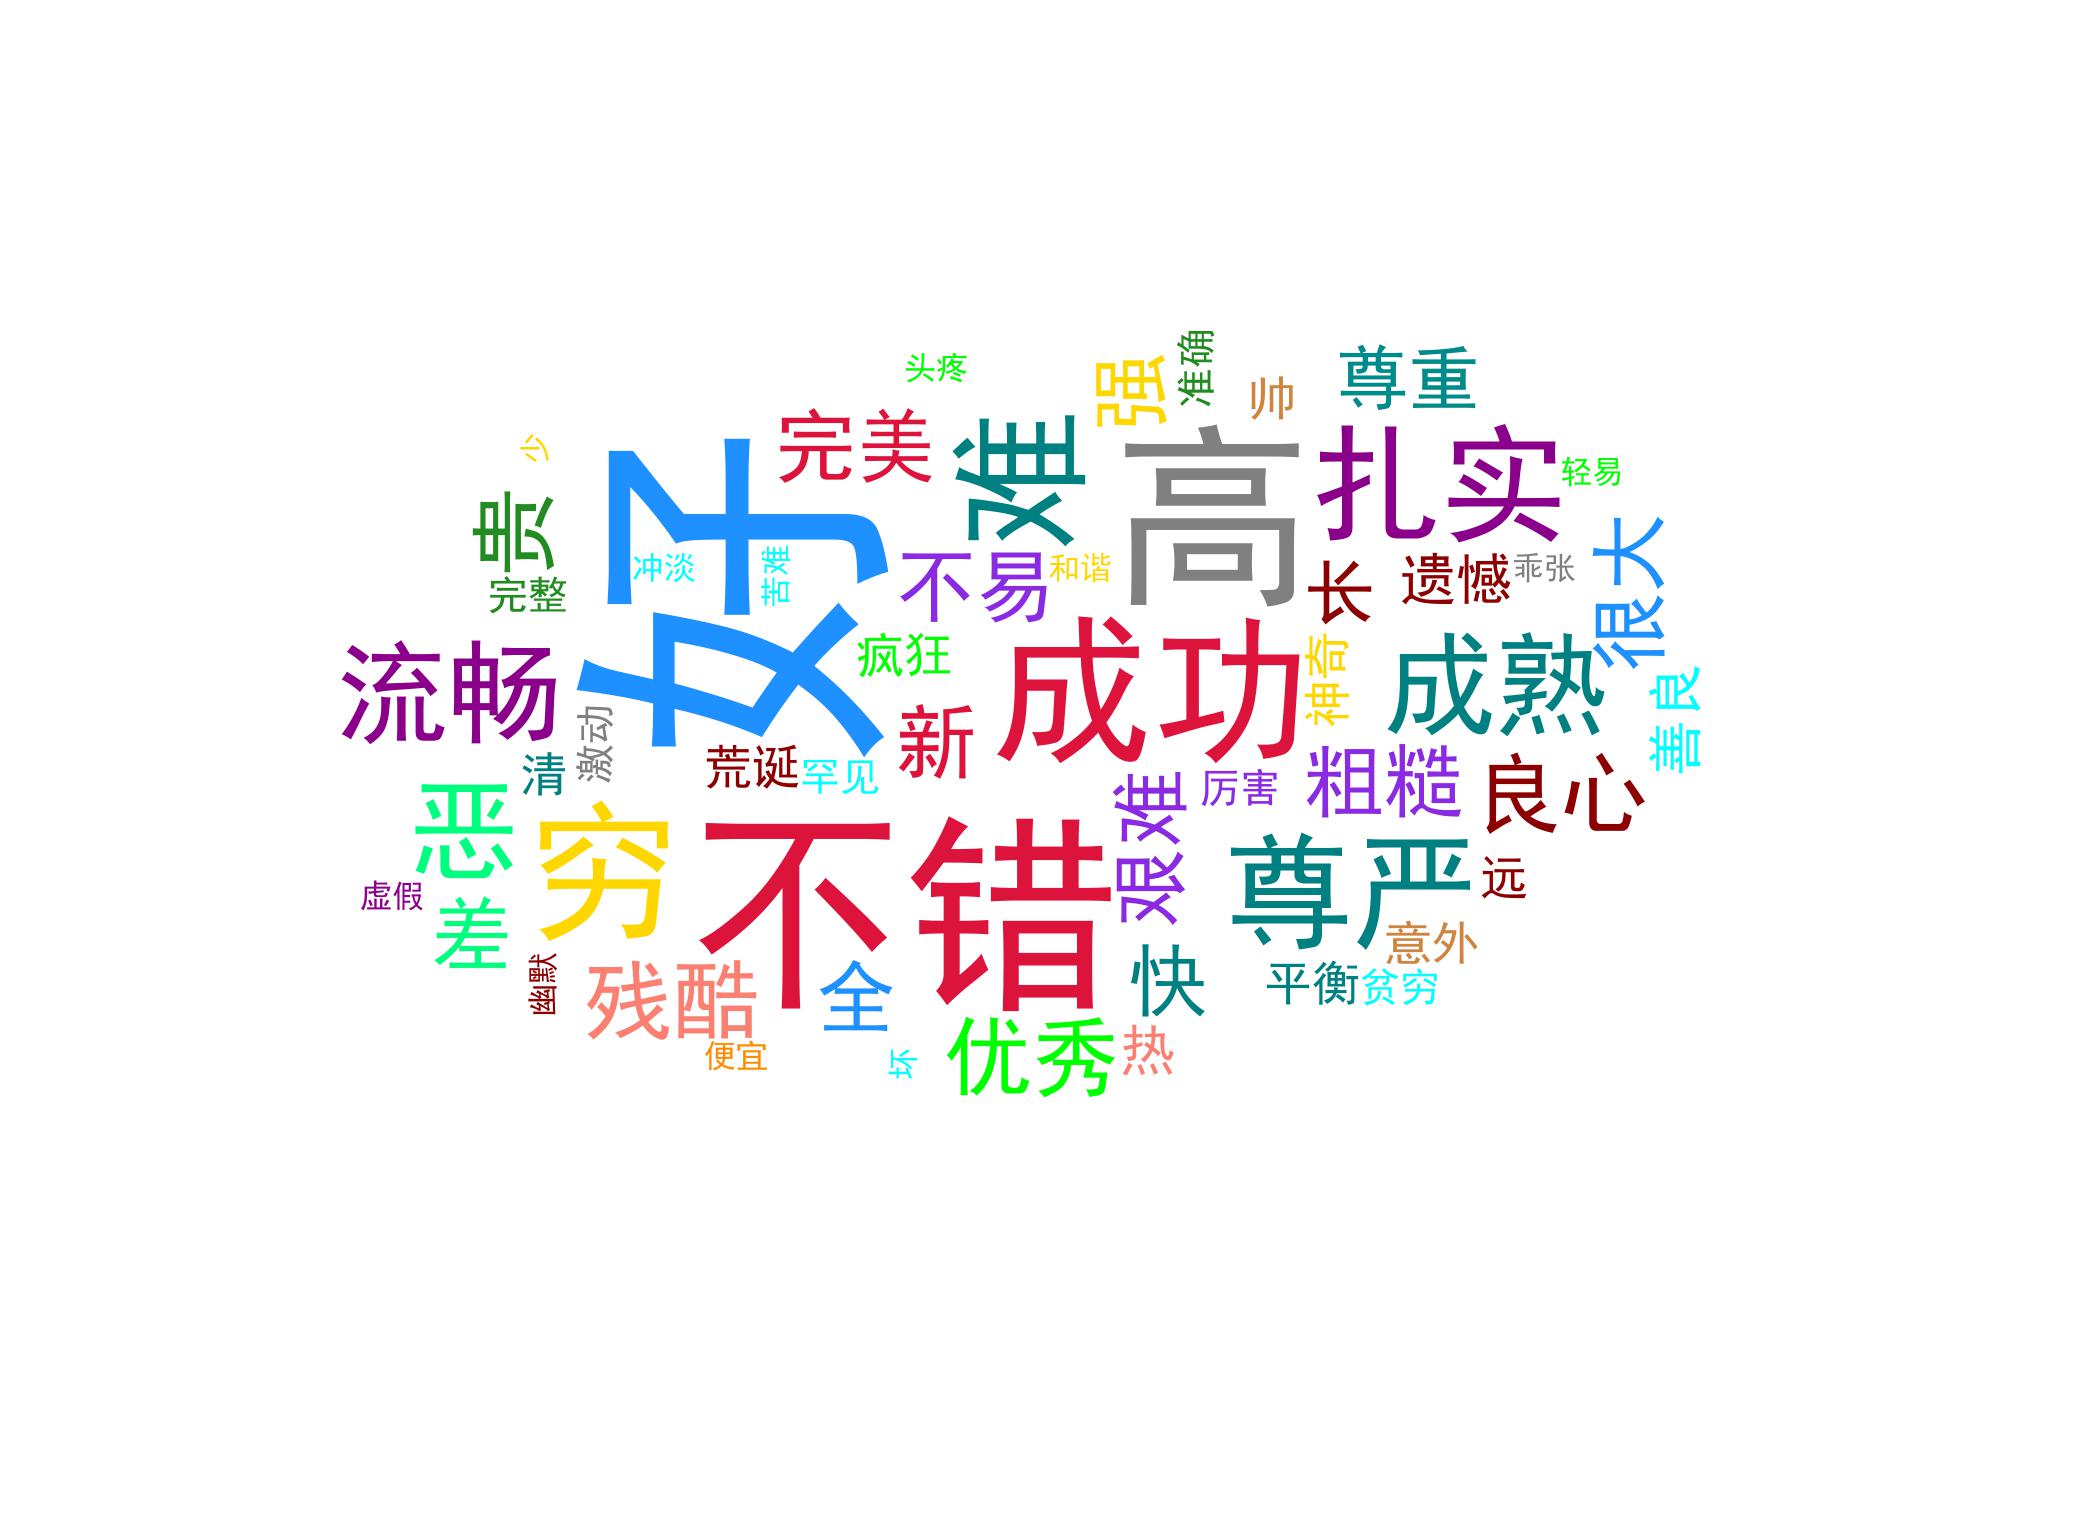 头疼
强
准确
帅
尊重
少
完美
难
高
扎实
轻易
贵
好
冲淡
苦难
不易
和谐
长
遗憾
乖张
很大
完整
流畅
疯狂
成功
神奇
成熟
善良
激动
新
清
荒诞
罕见
艰难
厉害
粗糙
良心
恶
穷
不错
尊严
远
虚假
差
意外
幽默
残酷
全
快
平衡
贫穷
便宜
坏
优秀
热